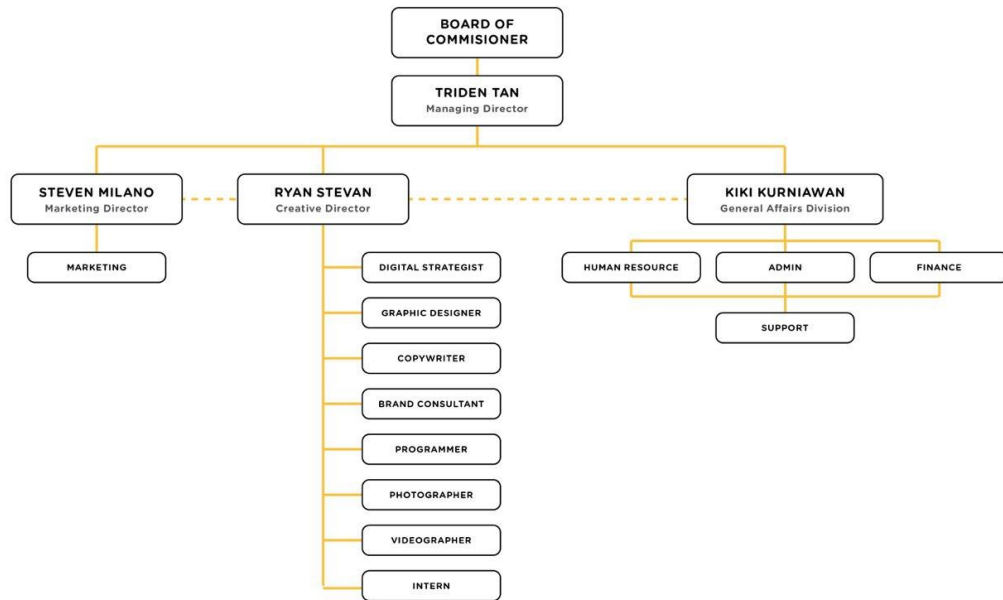 BOARD OF
COMMISIONER
TRIDEN TAN
Managing Director
STEVEN MILANO
Marketing Director
RYAN STEVAN
Creative Director
KIKI KURNIAWAN
General Affairs Division
MARKETING
DIGITAL STRATEGIST
GRAPHIC DESIGNER
COPYWRITER
BRAND CONSULTANT
PROGRAMMER
PHOTOGRAPHER
VIDEOGRAPHER
INTERN
HUMAN RESOURCE
ADMIN
FINANCE
SUPPORT